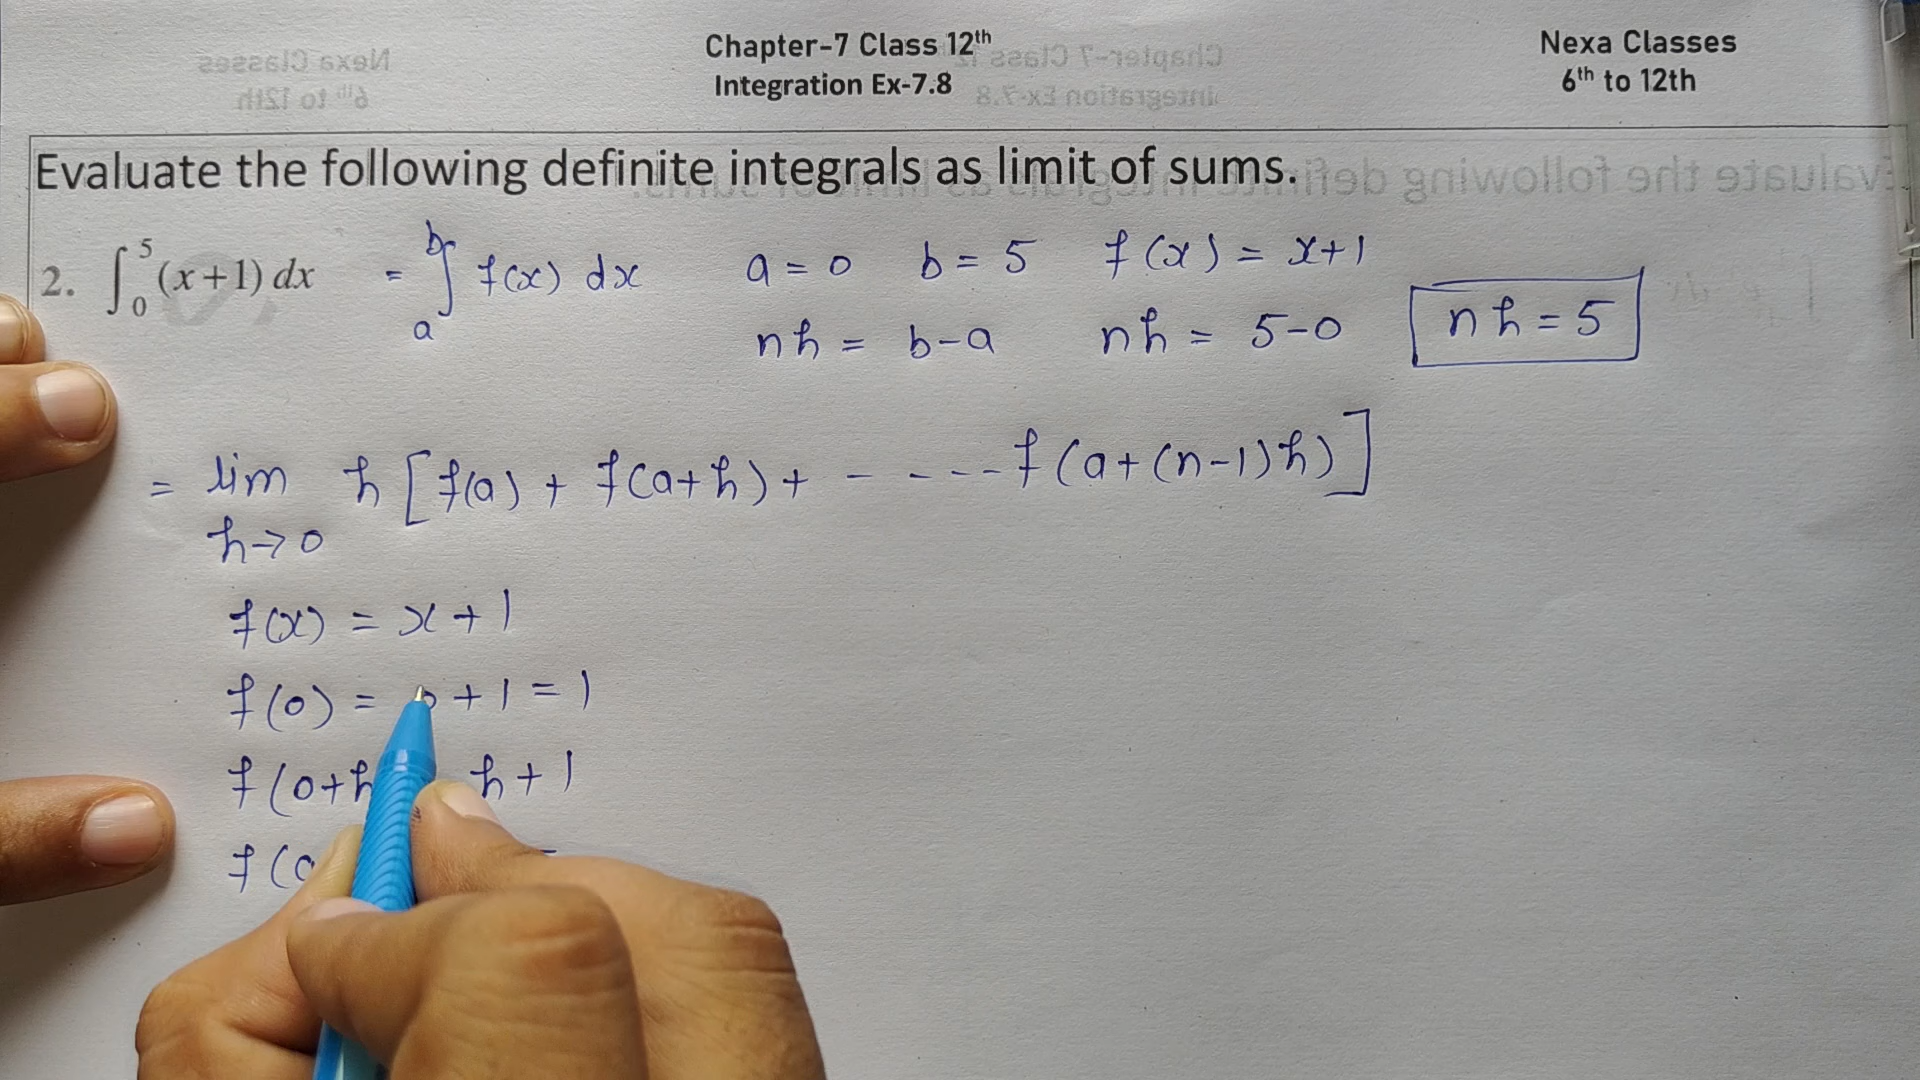 Chapter-7 Class 12th
Integration Ex-7.8
Nexa Classes
6th to 12th
Evaluate the following definite integrals as limit of sums.
2. ∫₀⁵ (x+1) dx = ∫ₐᵇ f(x) dx a = 0 b = 5 f(x) = x+1
nh = b-a nh = 5-0 nh = 5
= lim h [f(a) + f(a+h) + - - - - f(a+(n-1)h)]
h→0
f(x) = x+1
f(0) = 0+1 = 1
f(0+h h+1
f(